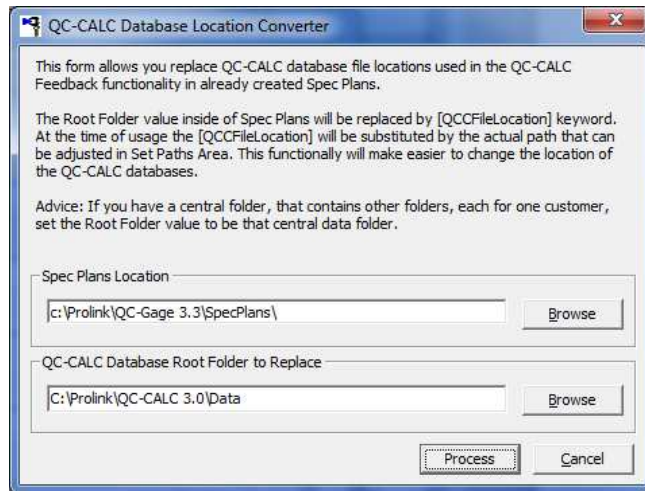 QC-CALC Database Location Converter
This form allows you replace QC-CALC database file locations used in the QC-CALC
Feedback functionality in already created Spec Plans.
The Root Folder value inside of Spec Plans will be replaced by [QCCFileLocation] keyword.
At the time of usage the [QCCFileLocation] will be substituted by the actual path that can
be adjusted in Set Paths Area. This functionally will make easier to change the location of
the QC-CALC databases.
Advice: If you have a central folder, that contains other folders, each for one customer,
set the Root Folder value to be that central data folder.
Spec Plans Location
c:\Prolink\QC-Gage 3.3\SpecPlans\
Browse
QC-CALC Database Root Folder to Replace
C:\Prolink\QC-CALC 3.0\Data
Browse
Process
Cancel